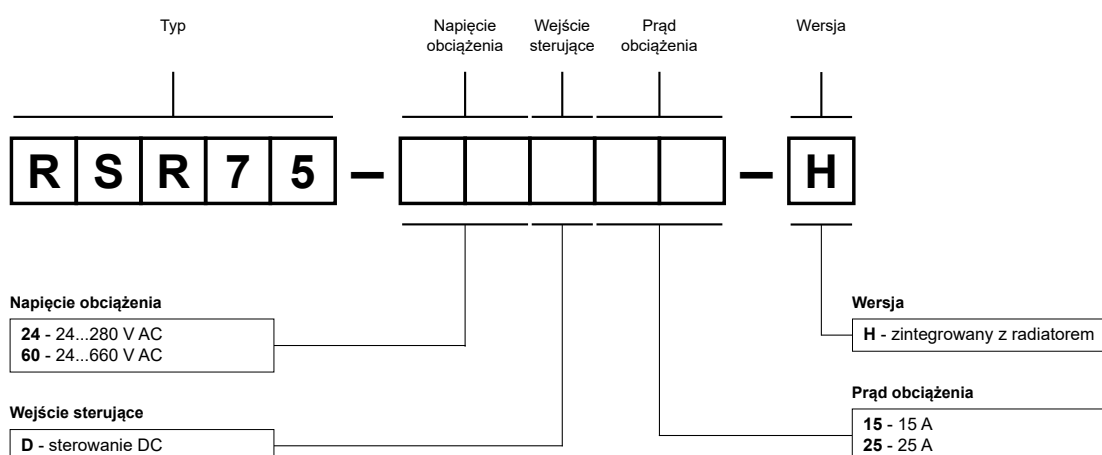 Typ
Napięcie
obciążenia
Wejście
sterujące
Prąd
obciążenia
Wersja
R S R 7 5 – – H
Napięcie obciążenia
24 - 24...280 V AC
60 - 24...660 V AC
Wejście sterujące
D - sterowanie DC
Wersja
H - zintegrowany z radiatorem
Prąd obciążenia
15 - 15 A
25 - 25 A